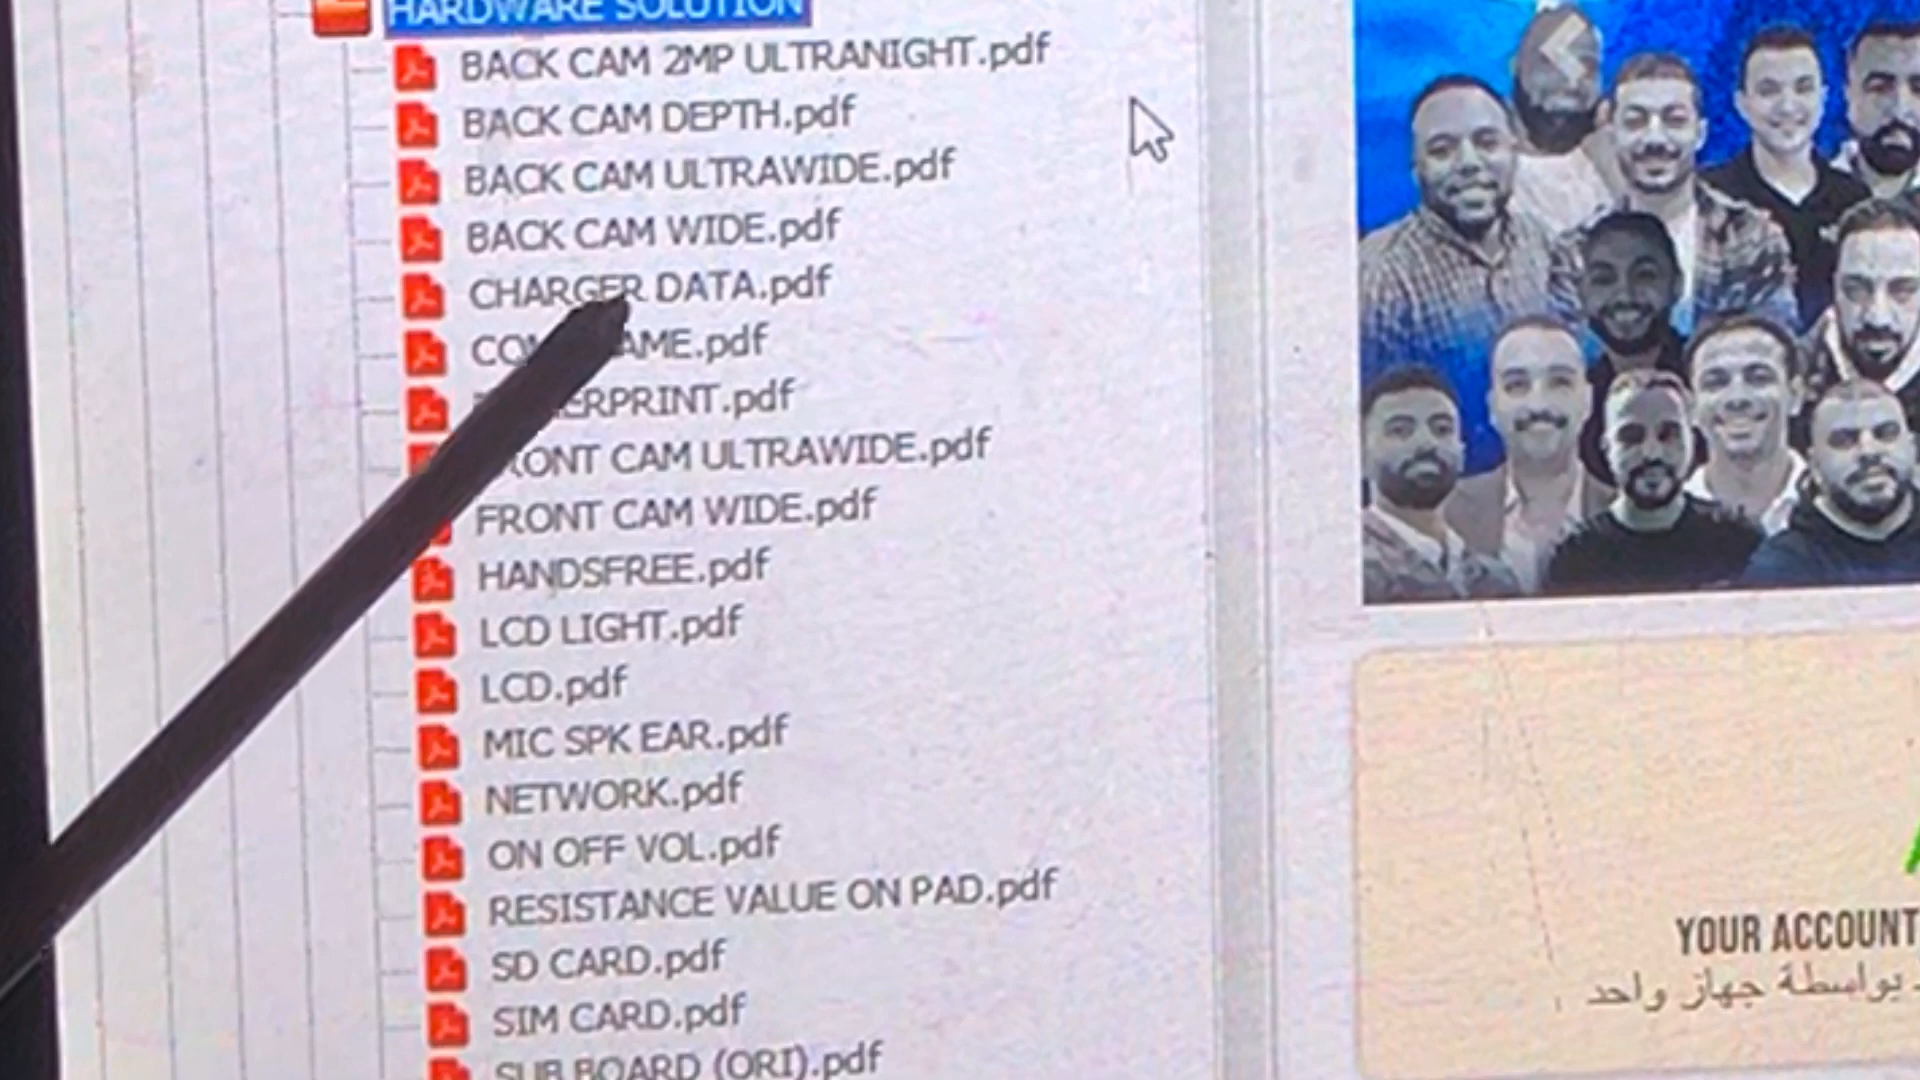 HARDWARE SOLUTION
BACK CAM 2MP ULTRANIGHT.pdf
BACK CAM DEPTH.pdf
BACK CAM ULTRAWIDE.pdf
BACK CAM WIDE.pdf
CHARGER DATA.pdf
AME.pdf
ERPRINT.pdf
RONT CAM ULTRAWIDE.pdf
FRONT CAM WIDE.pdf
HANDSFREE.pdf
LCD LIGHT.pdf
LCD.pdf
MIC SPK EAR.pdf
NETWORK.pdf
ON OFF VOL.pdf
RESISTANCE VALUE ON PAD.pdf
SD CARD.pdf
SIM CARD.pdf
SUB BOARD (ORI).pdf
YOUR ACCOUNT
بواسطة جهاز واحد